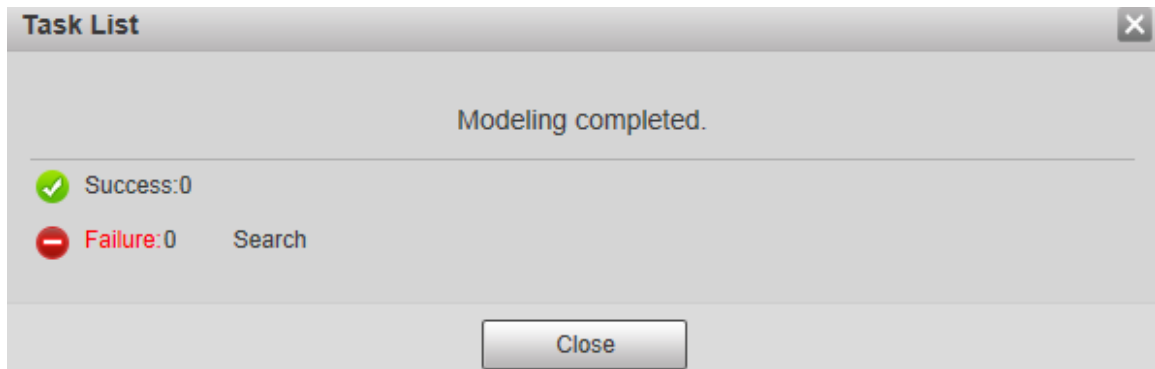 Task List
Modeling completed.
Success:0
Failure:0 Search
Close